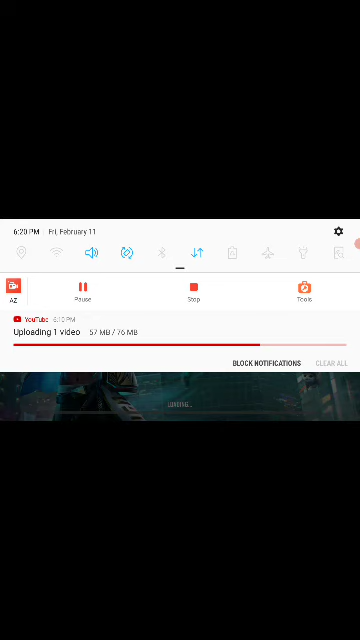 6:20 PM Fri, February 11
AZ Pause Stop Tools
YouTube 6:10 PM
Uploading 1 video 57 MB / 76 MB
BLOCK NOTIFICATIONS CLEAR ALL
LOADING...